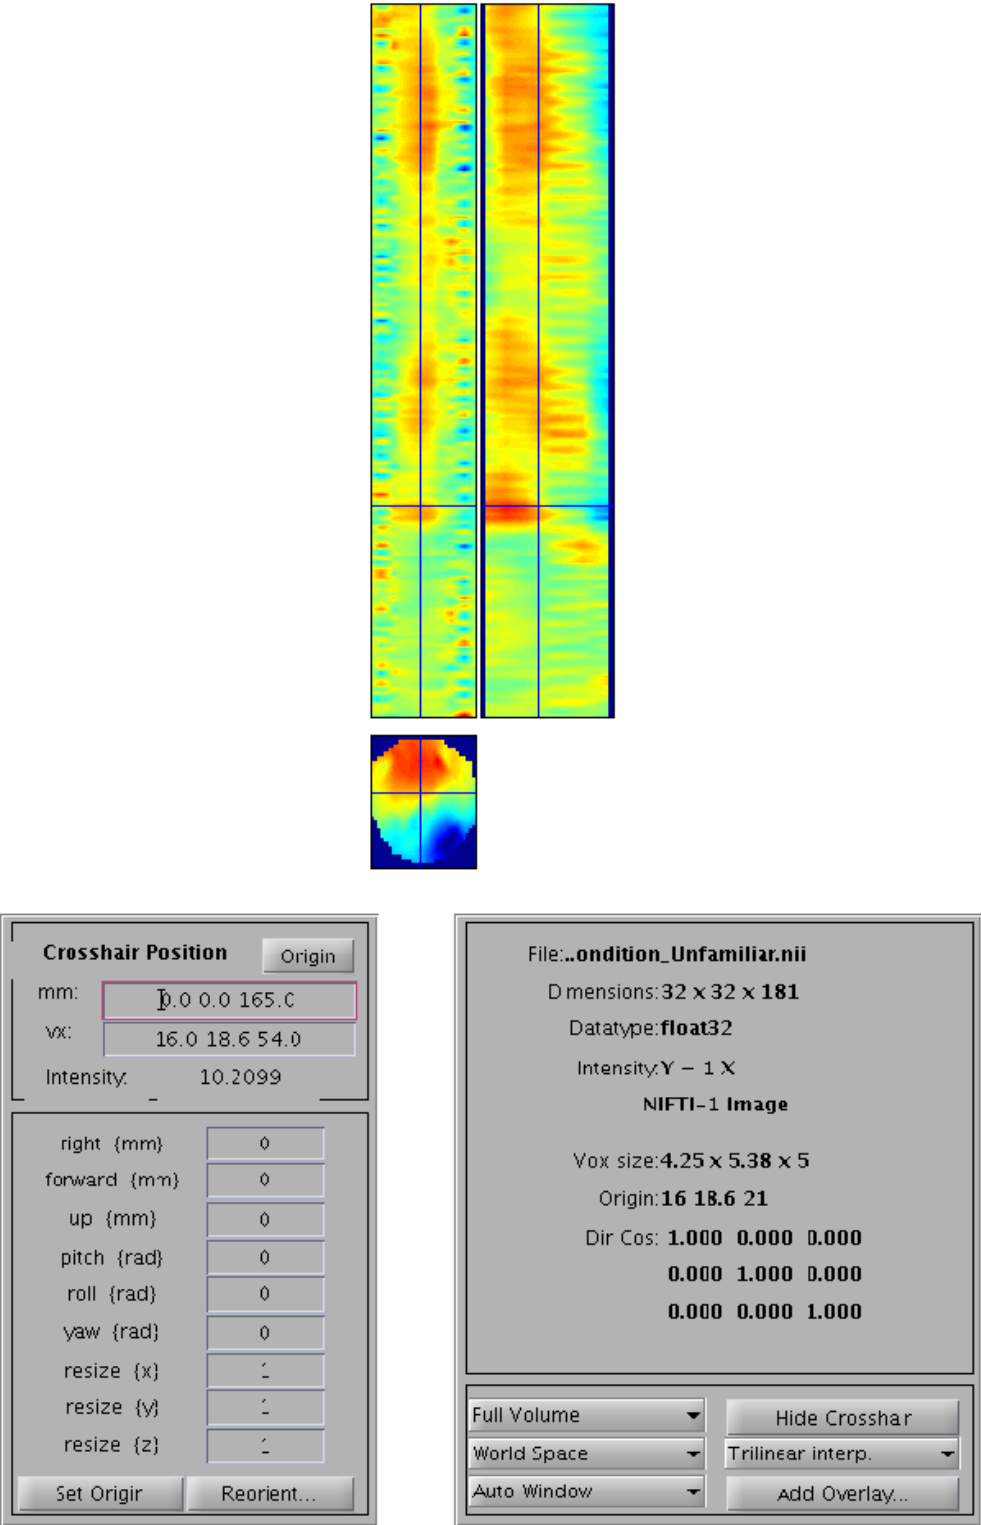 Crosshair Position
Origin
mm:
0.0 0.0 165.0
vx:
16.0 18.6 54.0
Intensity:
10.2099
right {mm}
0
forward {mm}
0
up {mm}
0
pitch {rad}
0
roll {rad}
0
yaw {rad}
0
resize {x}
1
resize {y}
1
resize {z}
1
Set Origin
Reorient...
File:..ondition_Unfamiliar.nii
Dimensions:32 x 32 x 181
Datatype:float32
Intensity:Y = 1 X
NIFTI-1 Image
Vox size:4.25 x 5.38 x 5
Origin:16 18.6 21
Dir Cos: 1.000 0.000 0.000
0.000 1.000 0.000
0.000 0.000 1.000
Full Volume
Hide Crosshair
World Space
Trilinear interp.
Auto Window
Add Overlay...